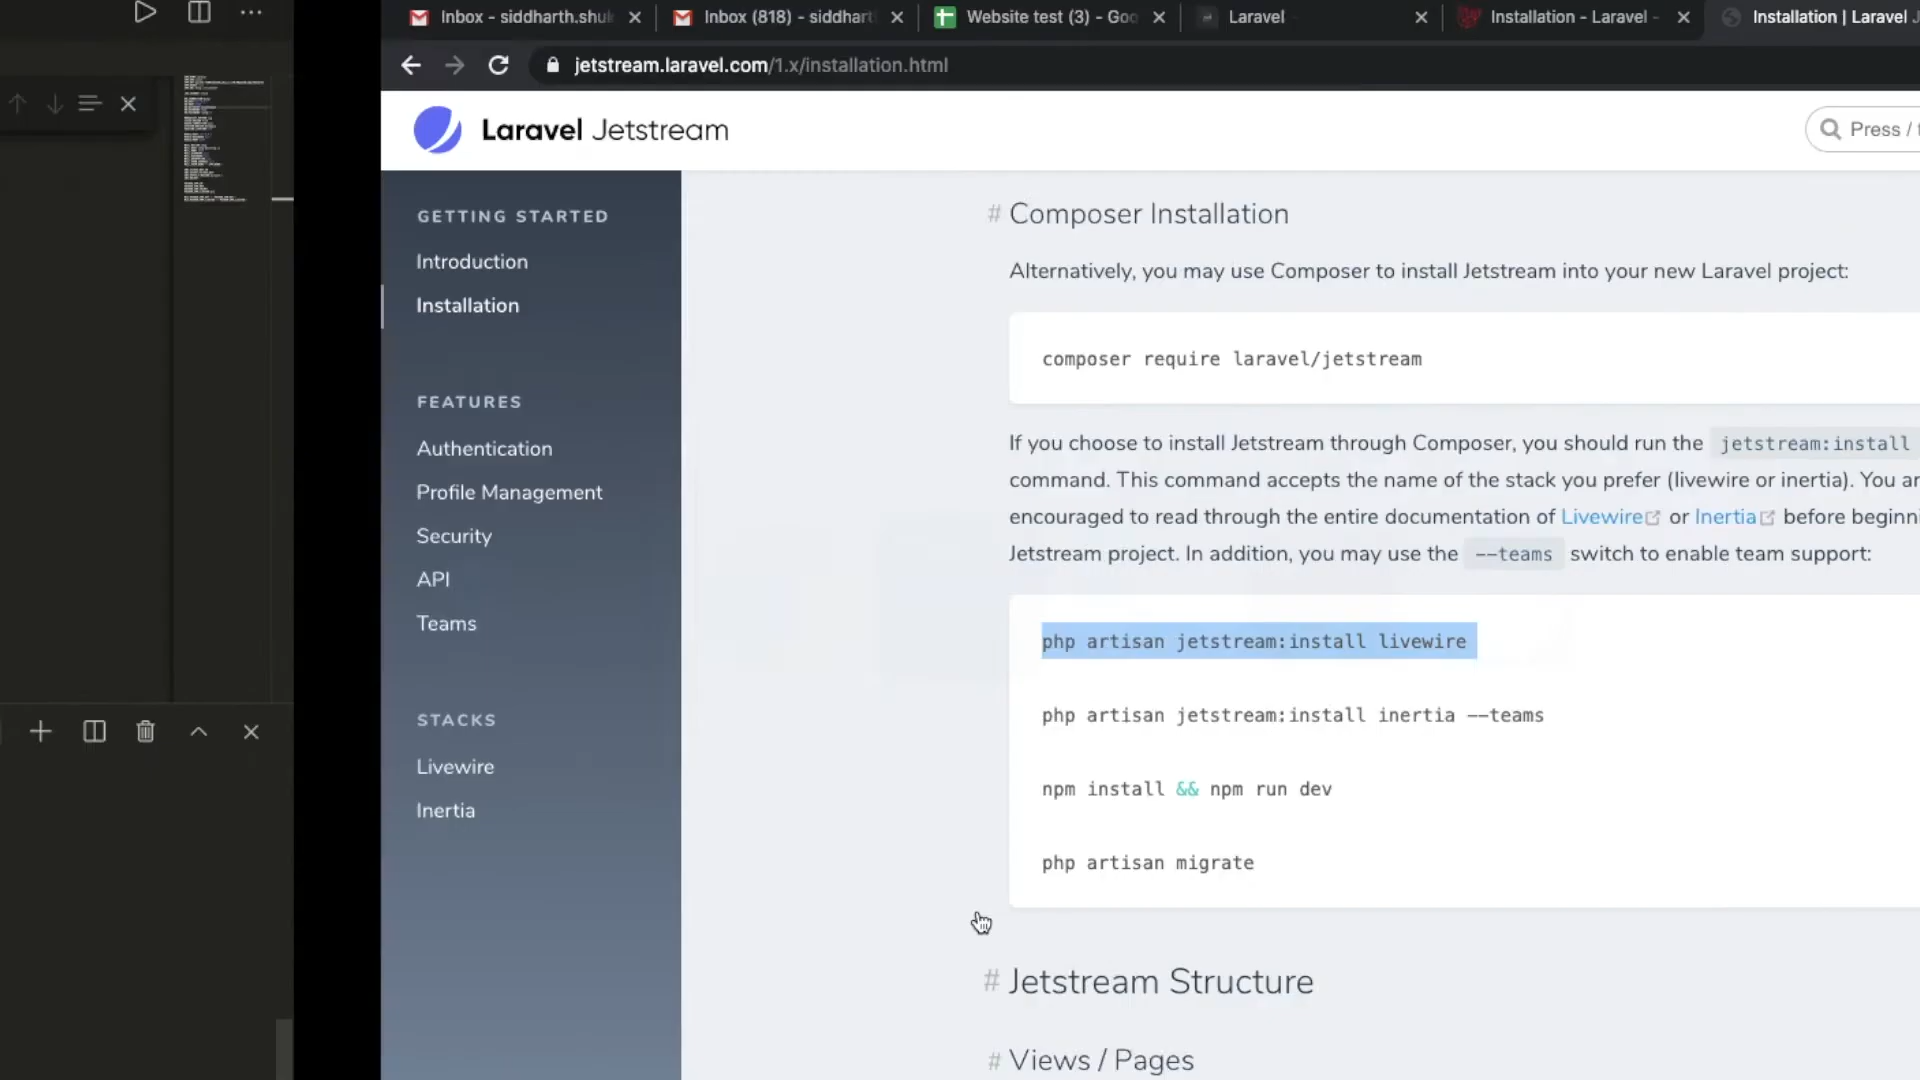 Inbox - siddharth.shuk
Inbox (818) - siddhart
Website test (3) - Goo
Laravel
Installation - Laravel -
Installation | Laravel J
jetstream.laravel.com/1.x/installation.html
Laravel Jetstream
Press /
GETTING STARTED
Introduction
Installation
FEATURES
Authentication
Profile Management
Security
API
Teams
STACKS
Livewire
Inertia
# Composer Installation
Alternatively, you may use Composer to install Jetstream into your new Laravel project:
composer require laravel/jetstream
If you choose to install Jetstream through Composer, you should run the jetstream:install
command. This command accepts the name of the stack you prefer (livewire or inertia). You ar
encouraged to read through the entire documentation of Livewire or Inertia before beginni
Jetstream project. In addition, you may use the --teams switch to enable team support:
php artisan jetstream:install livewire
php artisan jetstream:install inertia --teams
npm install && npm run dev
php artisan migrate
# Jetstream Structure
# Views / Pages